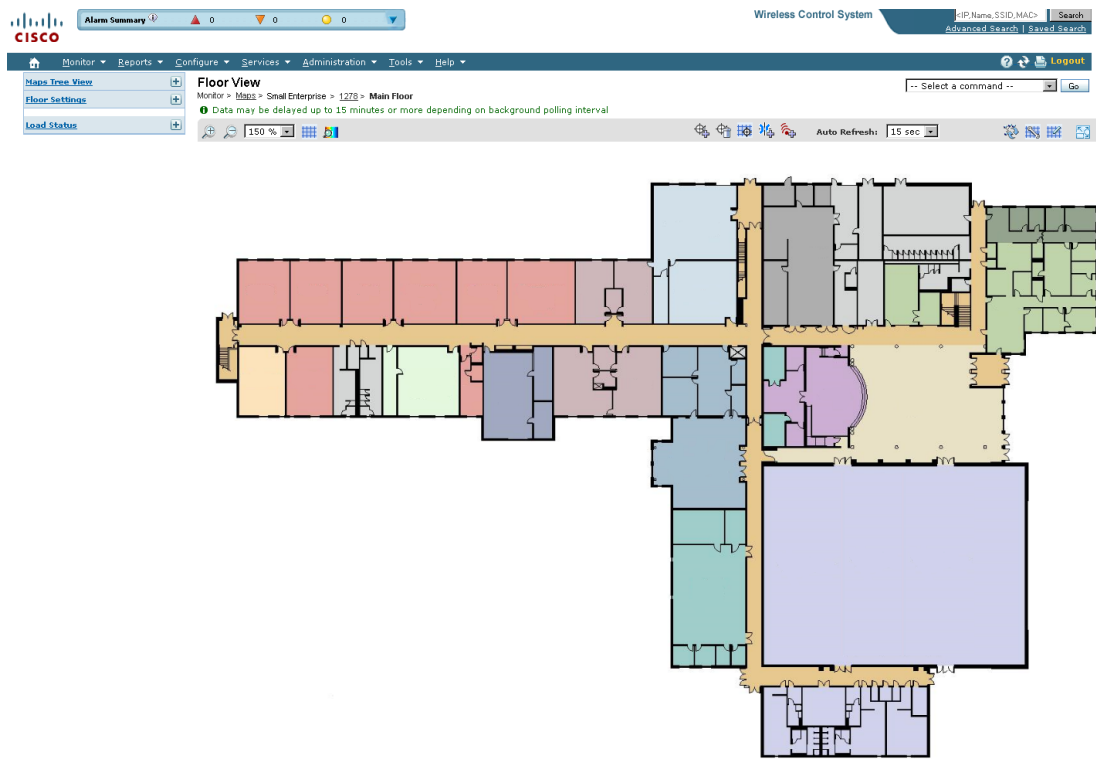 CISCO
Alarm Summary 0 0 0
Wireless Control System
<IP,Name,SSID,MAC> Search
Advanced Search | Saved Search
Monitor Reports Configure Services Administration Tools Help Logout
Maps Tree View
Floor Settings
Load Status
Floor View
Monitor > Maps > Small Enterprise > 1278 > Main Floor
Data may be delayed up to 15 minutes or more depending on background polling interval
-- Select a command -- Go
150 % Auto Refresh: 15 sec